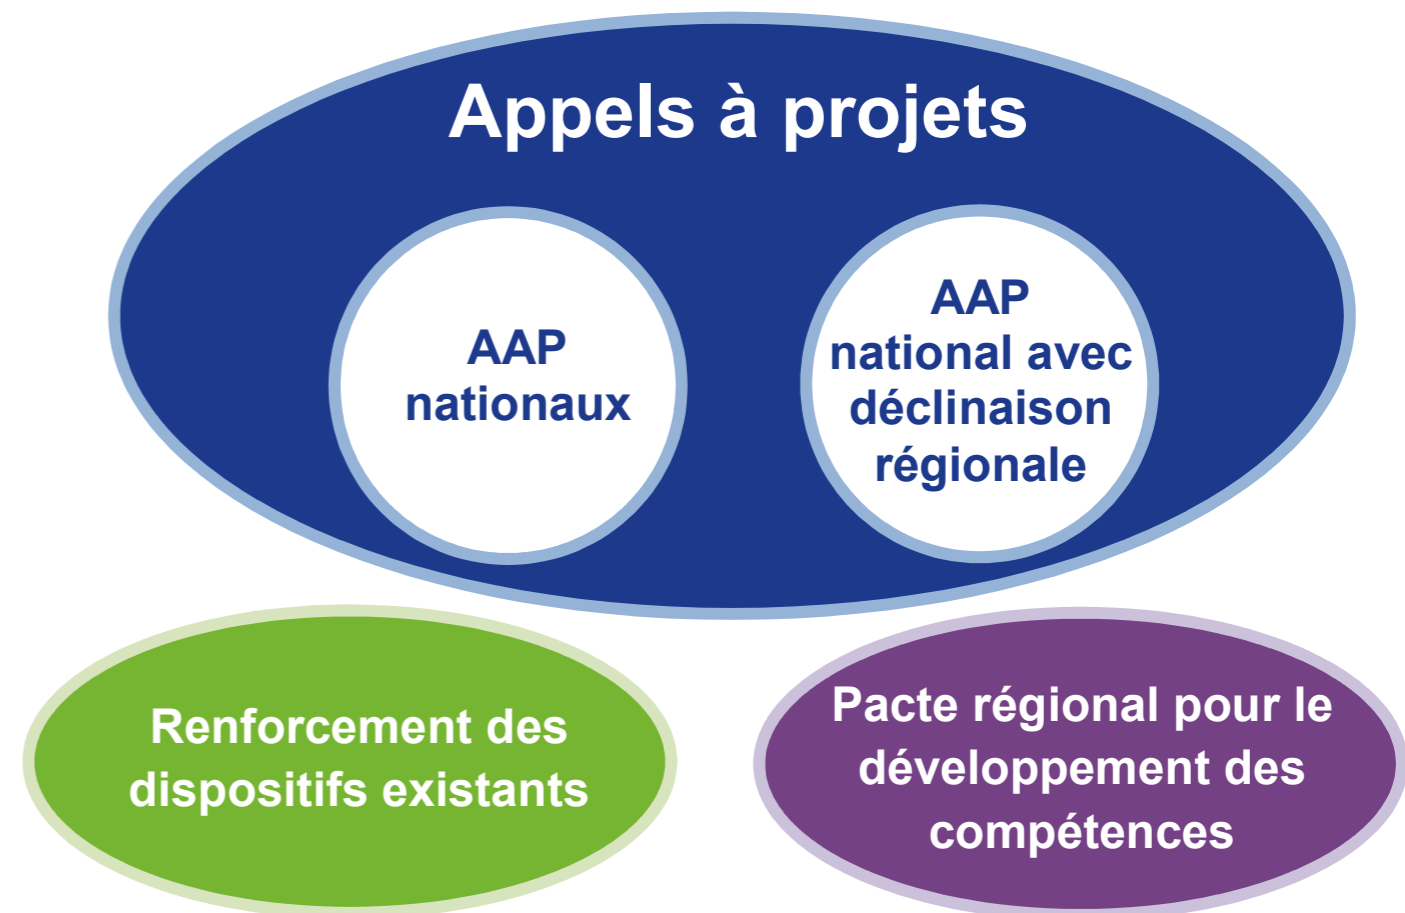 Appels à projets
AAP
nationaux
AAP
national avec
déclinaison
régionale
Renforcement des
dispositifs existants
Pacte régional pour le
développement des
compétences